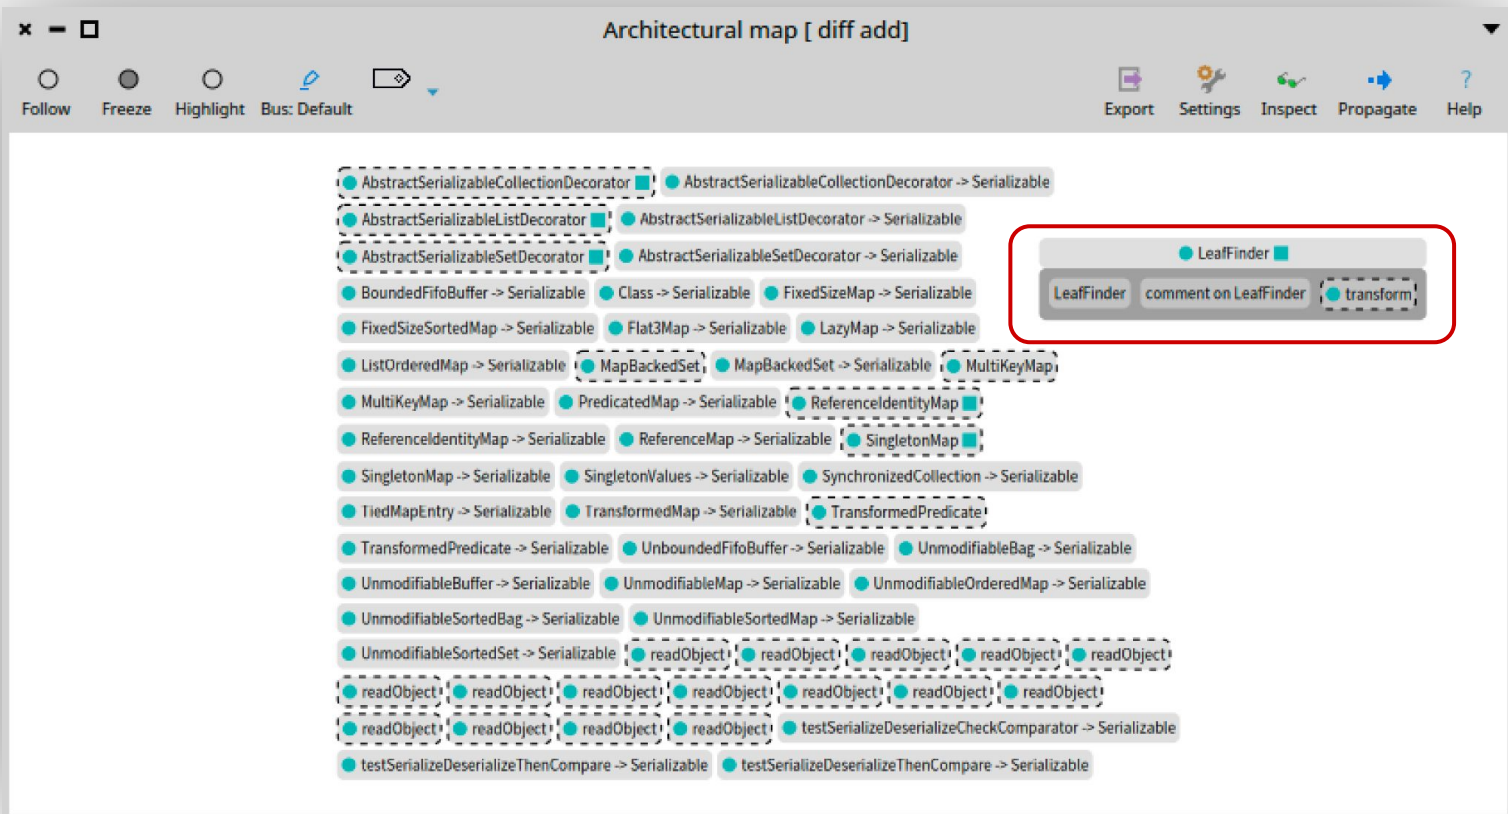 Architectural map [ diff add]
Follow Freeze Highlight Bus: Default Export Settings Inspect Propagate Help
AbstractSerializableCollectionDecorator AbstractSerializableCollectionDecorator -> Serializable
AbstractSerializableListDecorator AbstractSerializableListDecorator -> Serializable
AbstractSerializableSetDecorator AbstractSerializableSetDecorator -> Serializable
BoundedFifoBuffer -> Serializable Class -> Serializable FixedSizeMap -> Serializable
FixedSizeSortedMap -> Serializable Flat3Map -> Serializable LazyMap -> Serializable
ListOrderedMap -> Serializable MapBackedSet MapBackedSet -> Serializable MultiKeyMap
MultiKeyMap -> Serializable PredicatedMap -> Serializable ReferenceIdentityMap
ReferenceIdentityMap -> Serializable ReferenceMap -> Serializable SingletonMap
SingletonMap -> Serializable SingletonValues -> Serializable SynchronizedCollection -> Serializable
TiedMapEntry -> Serializable TransformedMap -> Serializable TransformedPredicate
TransformedPredicate -> Serializable UnboundedFifoBuffer -> Serializable UnmodifiableBag -> Serializable
UnmodifiableBuffer -> Serializable UnmodifiableMap -> Serializable UnmodifiableOrderedMap -> Serializable
UnmodifiableSortedBag -> Serializable UnmodifiableSortedMap -> Serializable
UnmodifiableSortedSet -> Serializable readObject readObject readObject readObject readObject
readObject readObject readObject readObject readObject readObject readObject
readObject readObject readObject readObject testSerializeDeserializeCheckComparator -> Serializable
testSerializeDeserializeThenCompare -> Serializable testSerializeDeserializeThenCompare -> Serializable
LeafFinder
LeafFinder comment on LeafFinder transform